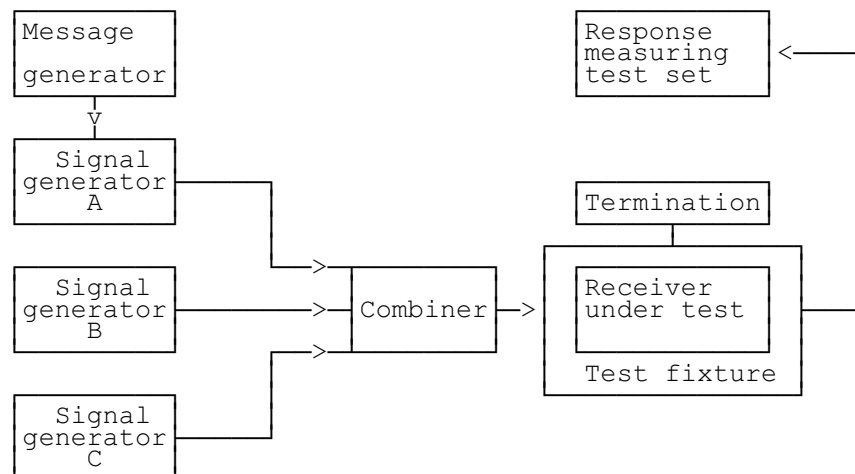 Message
generator
Response
measuring
test set
Signal
generator
A
Termination
Signal
generator
B
Combiner
Receiver
under test
Test fixture
Signal
generator
C